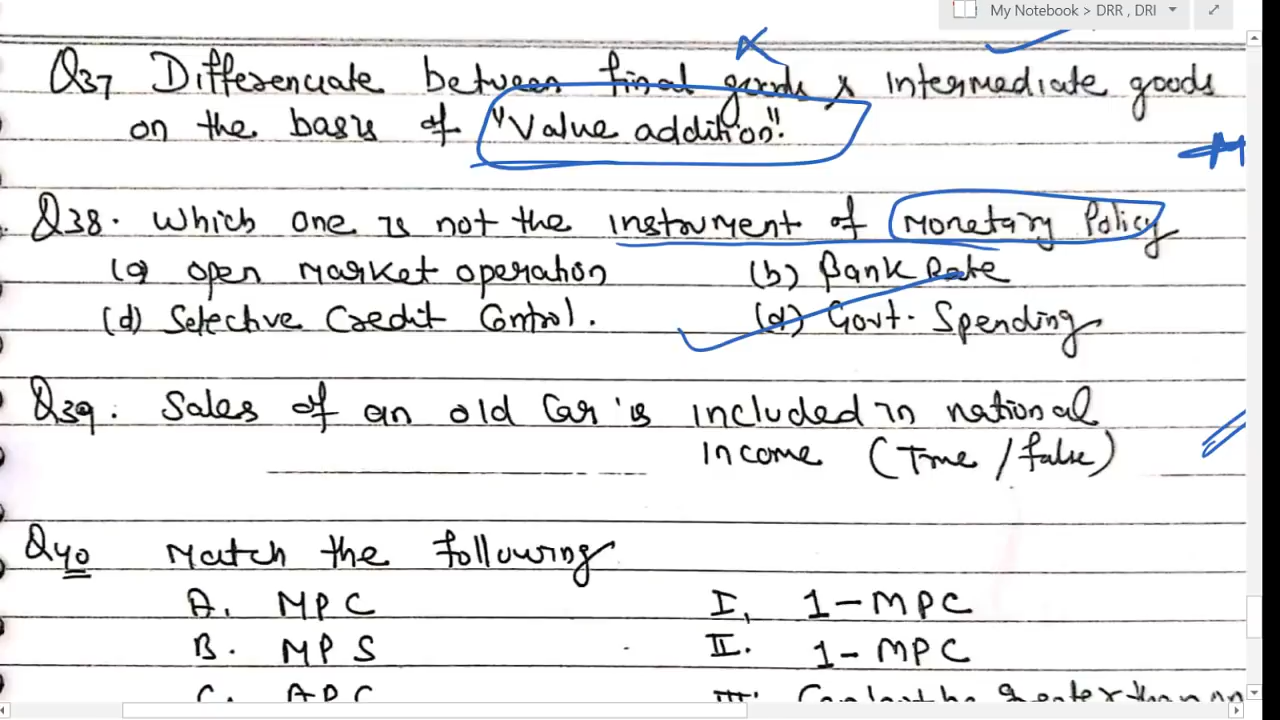 My Notebook > DRR , DRI
Q37 Differenuate between final goods & intermediate goods
on the basis of "Value addition".
Q38. Which one is not the instrument of Monetary Policy
(a) open market operation (b) Bank Rate
(d) Selective Credit Control. (d) Govt. Spending
Q39. Sales of an old Car is included in national
income (True / false)
Q40 Match the following
A. MPC I, 1-MPC
B. MPS II. 1-MPC
C. APC III.